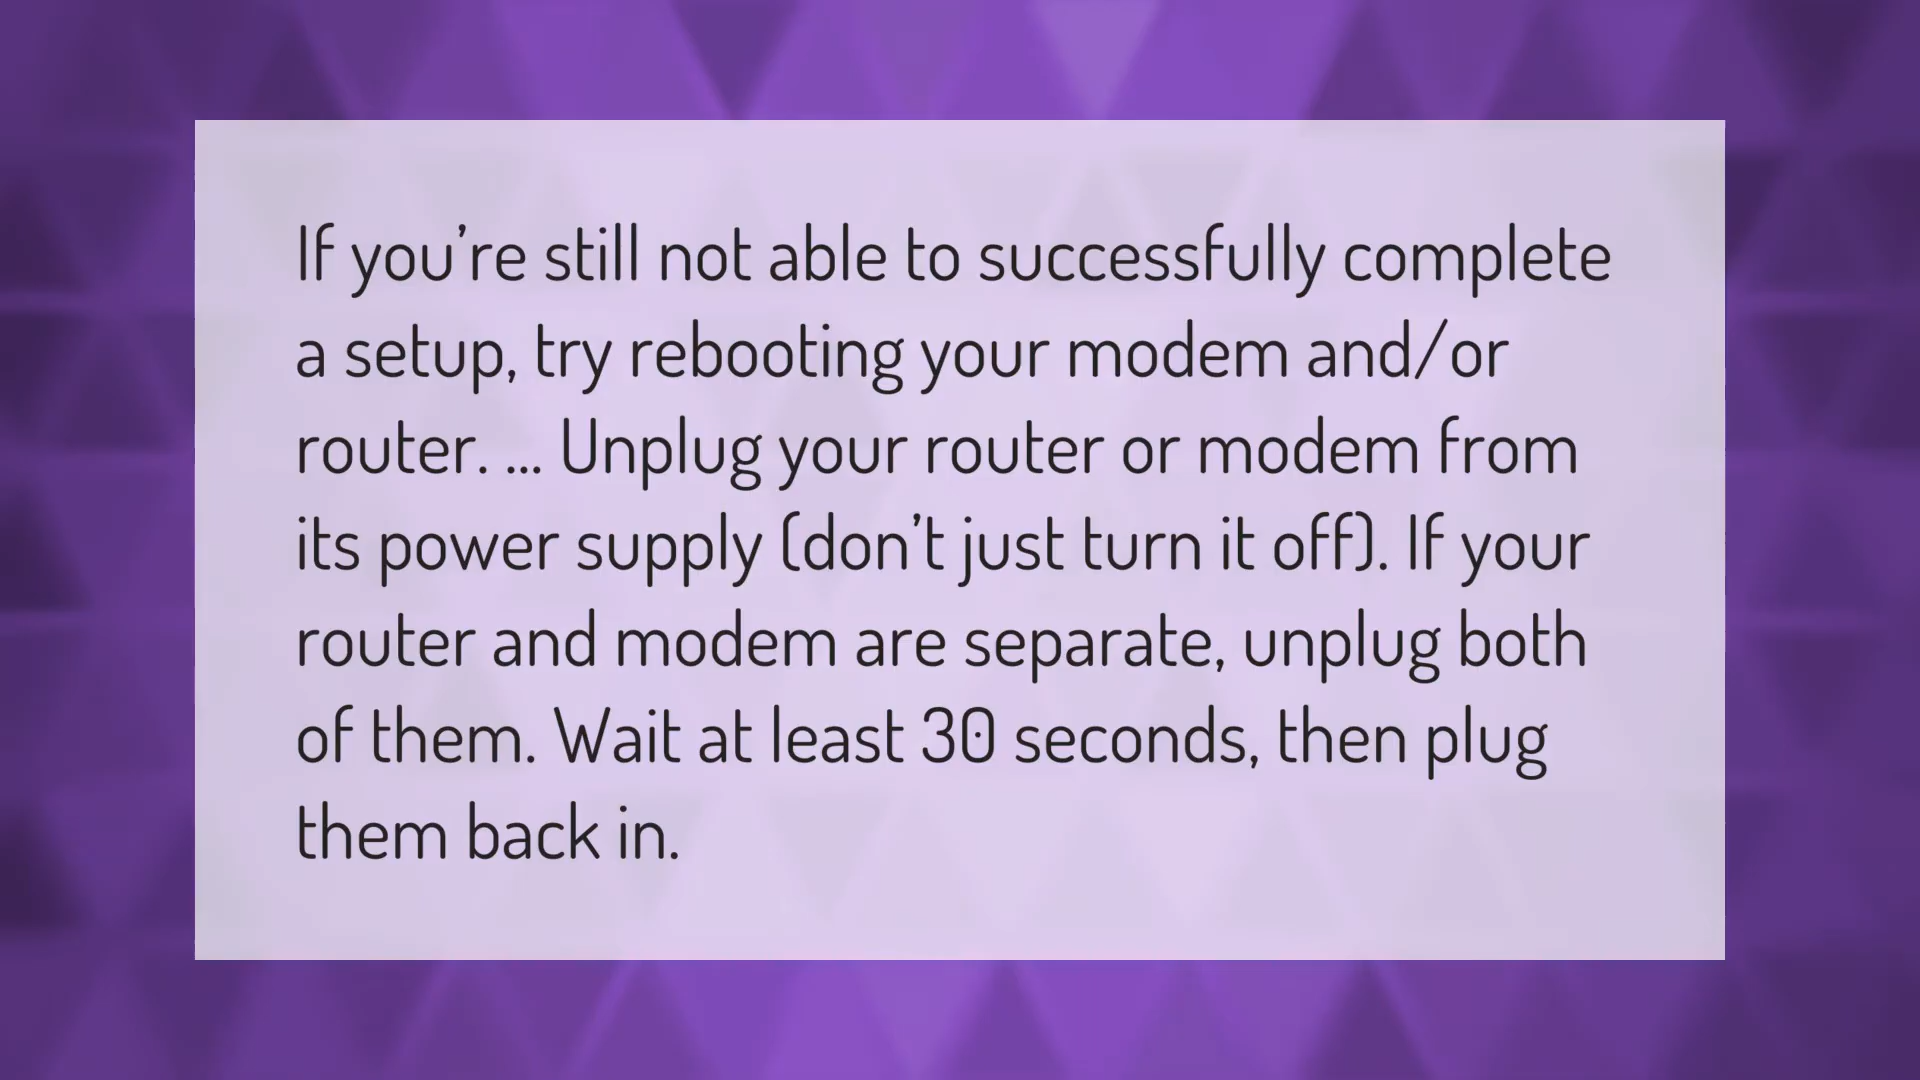 If you’re still not able to successfully complete
a setup, try rebooting your modem and/or
router. ... Unplug your router or modem from
its power supply (don’t just turn it off). If your
router and modem are separate, unplug both
of them. Wait at least 30 seconds, then plug
them back in.